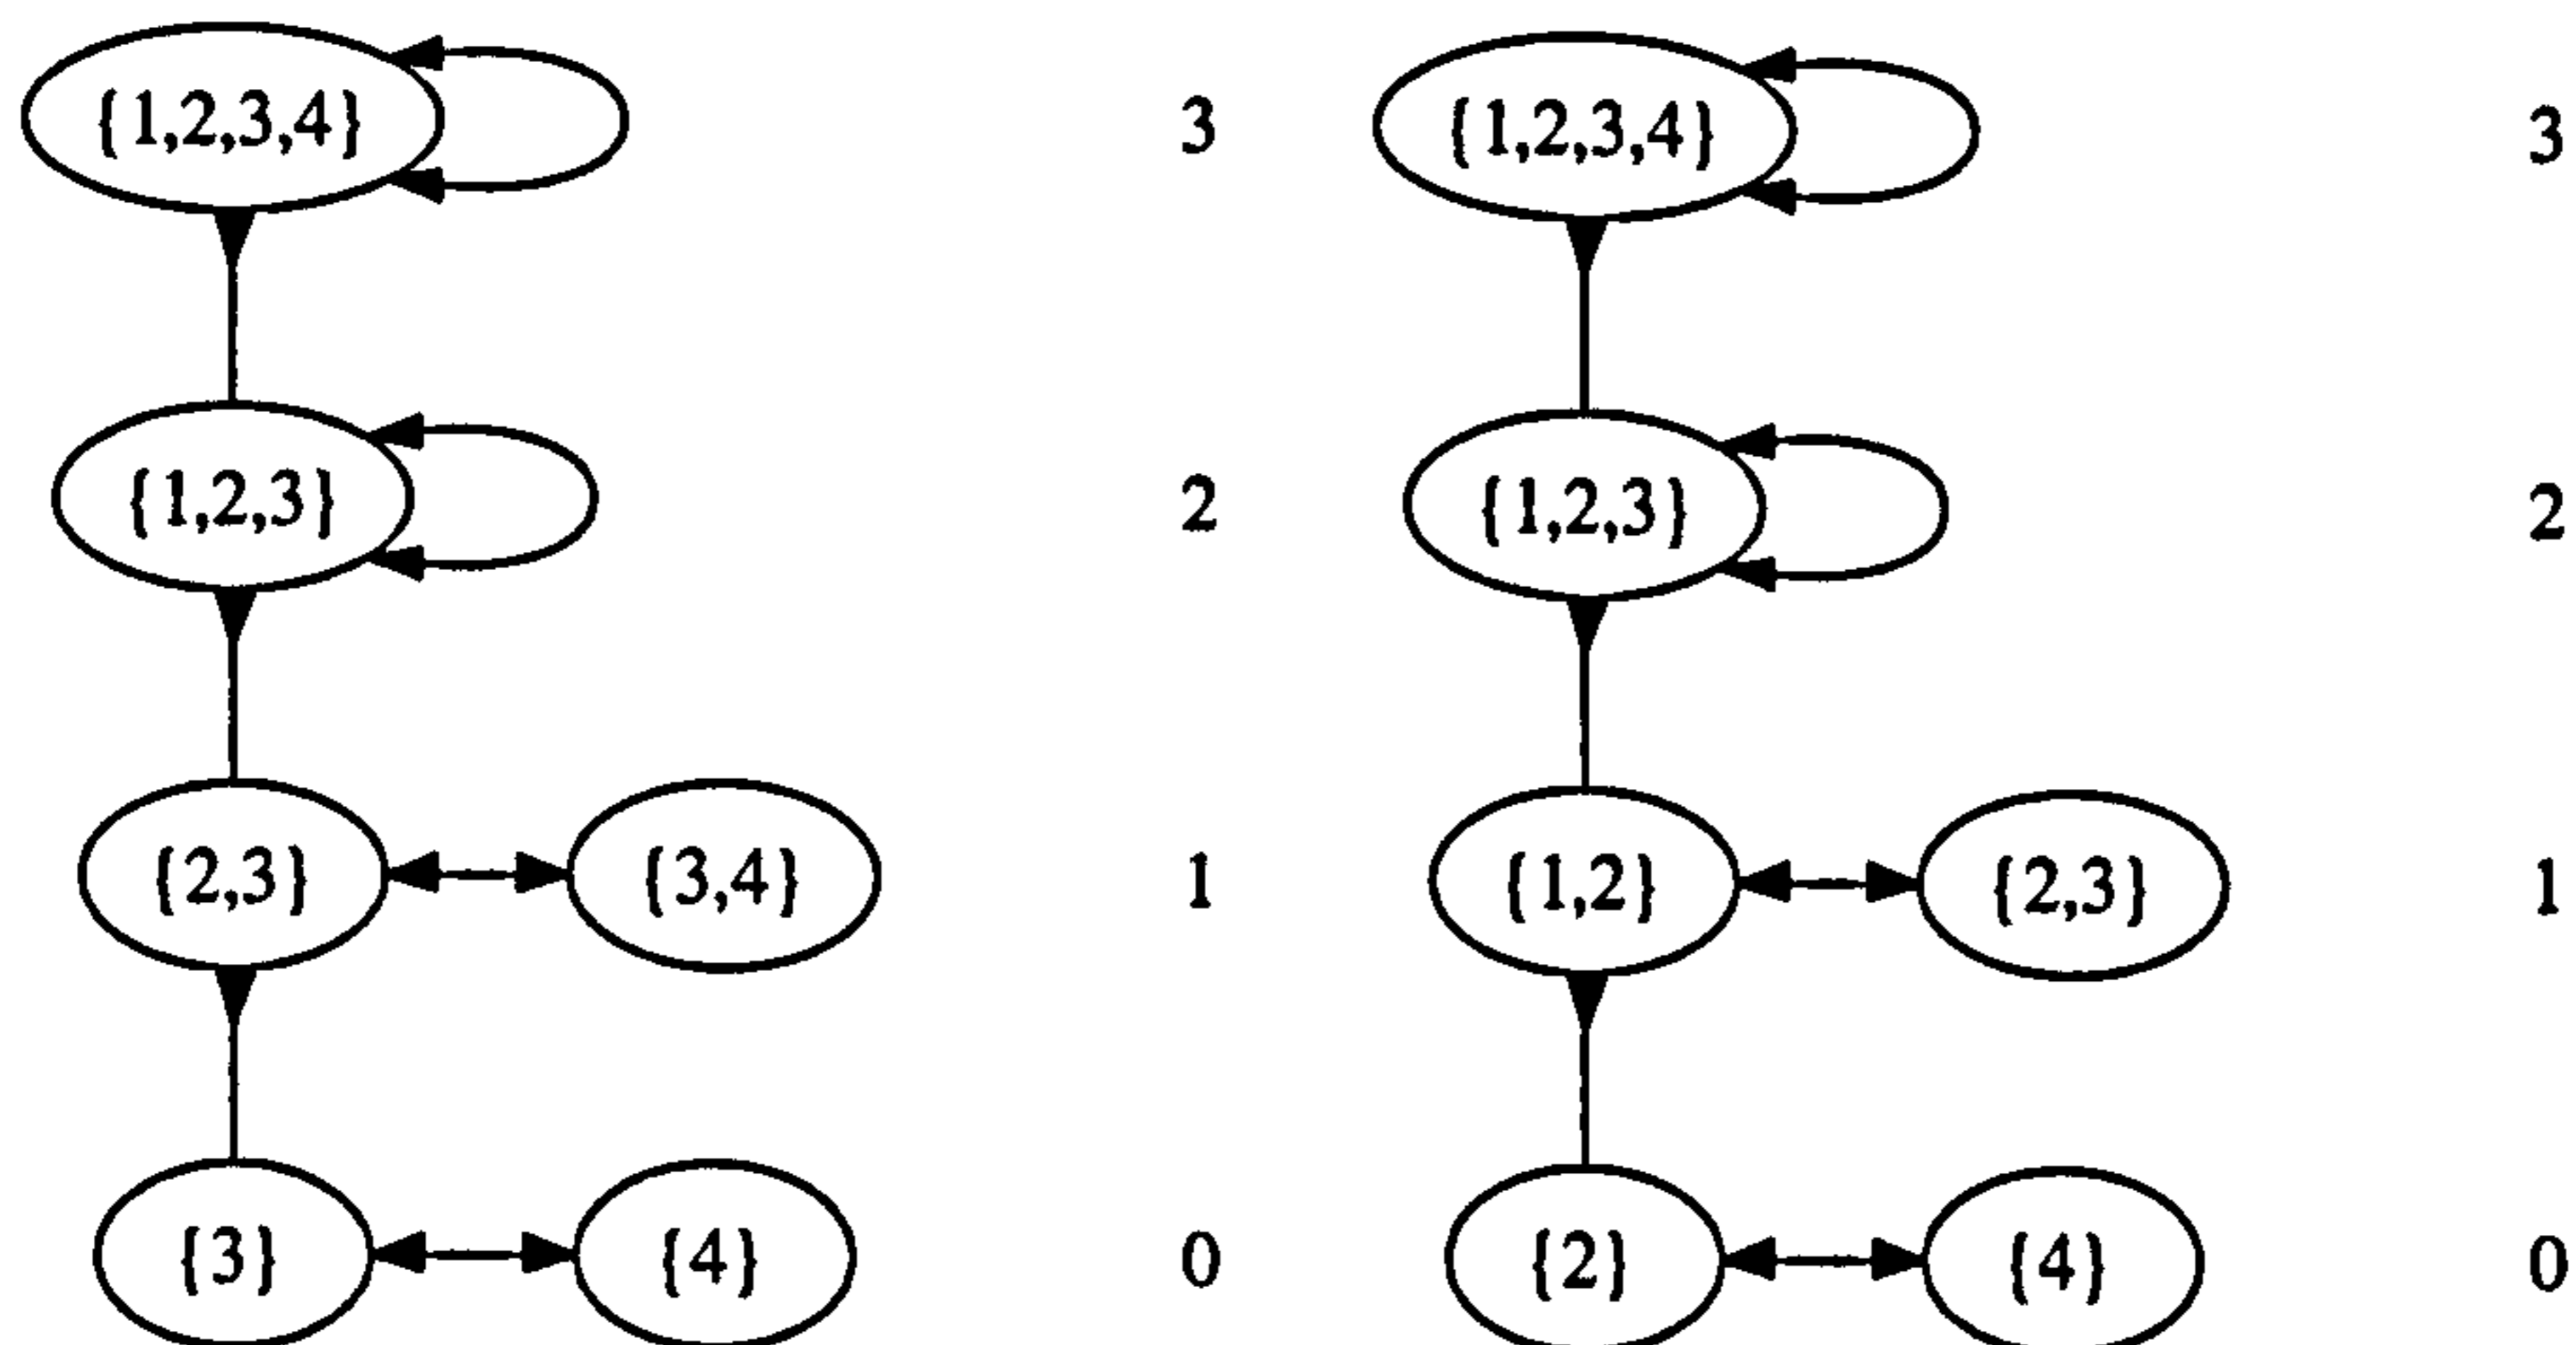 {1,2,3,4} 3 {1,2,3,4} 3
{1,2,3} 2 {1,2,3} 2
{2,3} {3,4} 1 {1,2} {2,3} 1
{3} {4} 0 {2} {4} 0